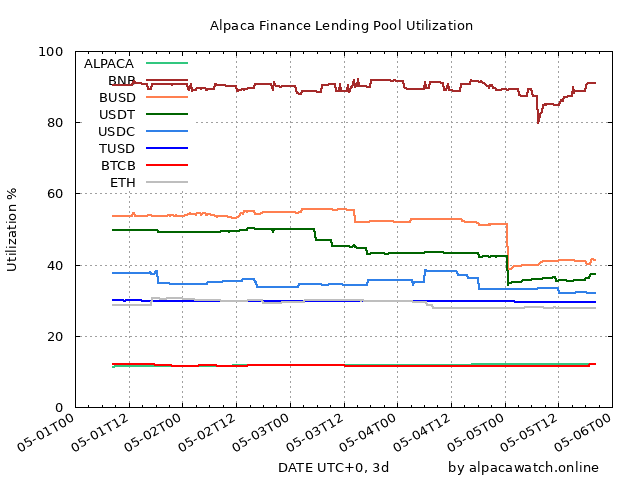 Alpaca Finance Lending Pool Utilization
100
80
60
40
20
0
Utilization %
ALPACA
BNB
BUSD
USDT
USDC
TUSD
BTCB
ETH
05-01T00
05-01T12
05-02T00
05-02T12
05-03T00
05-03T12
05-04T00
05-04T12
05-05T00
05-05T12
05-06T00
DATE UTC+0, 3d
by alpacawatch.online